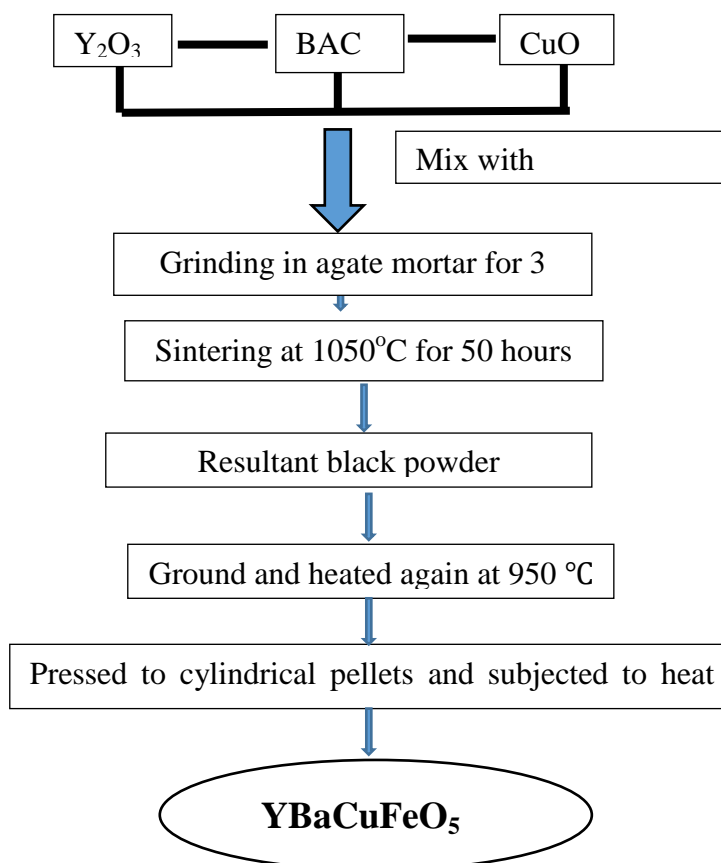 Y₂O₃ BAC CuO
Mix with
Grinding in agate mortar for 3
Sintering at 1050°C for 50 hours
Resultant black powder
Ground and heated again at 950 °C
Pressed to cylindrical pellets and subjected to heat
YBaCuFeO₅